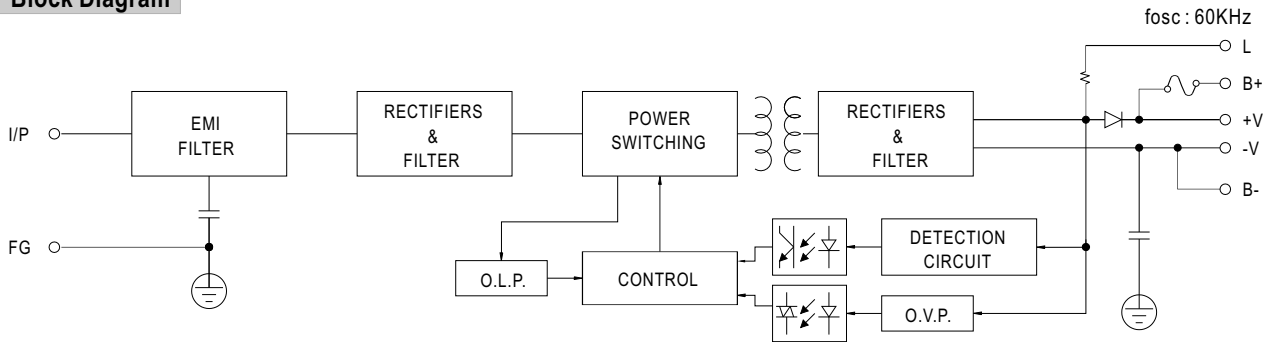 Block Diagram
fosc : 60KHz
L
B+
I/P
EMI
FILTER
RECTIFIERS
&
FILTER
POWER
SWITCHING
RECTIFIERS
&
FILTER
+V
-V
B-
FG
O.L.P.
CONTROL
DETECTION
CIRCUIT
O.V.P.